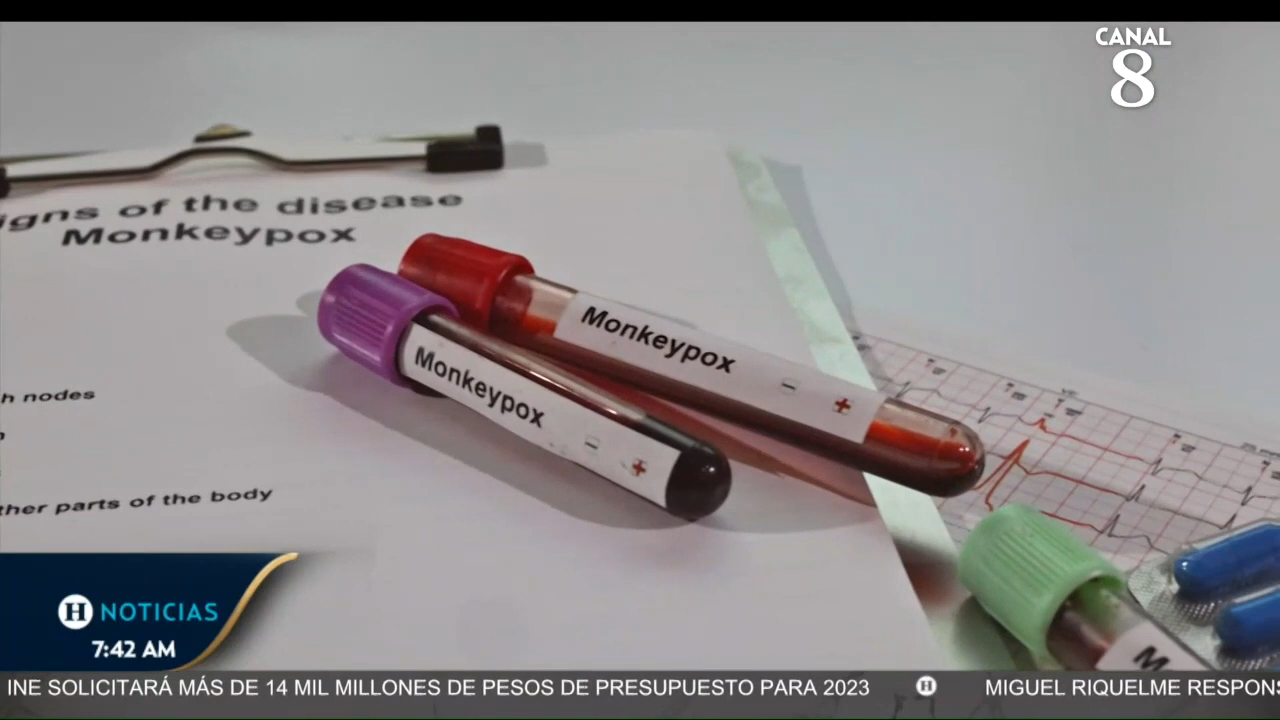 CANAL
8
igns of the disease
Monkeypox
Monkeypox
- +
Monkeypox
- +
h nodes
ther parts of the body
H NOTICIAS
7:42 AM
INE SOLICITARÁ MÁS DE 14 MIL MILLONES DE PESOS DE PRESUPUESTO PARA 2023 H MIGUEL RIQUELME RESPONS